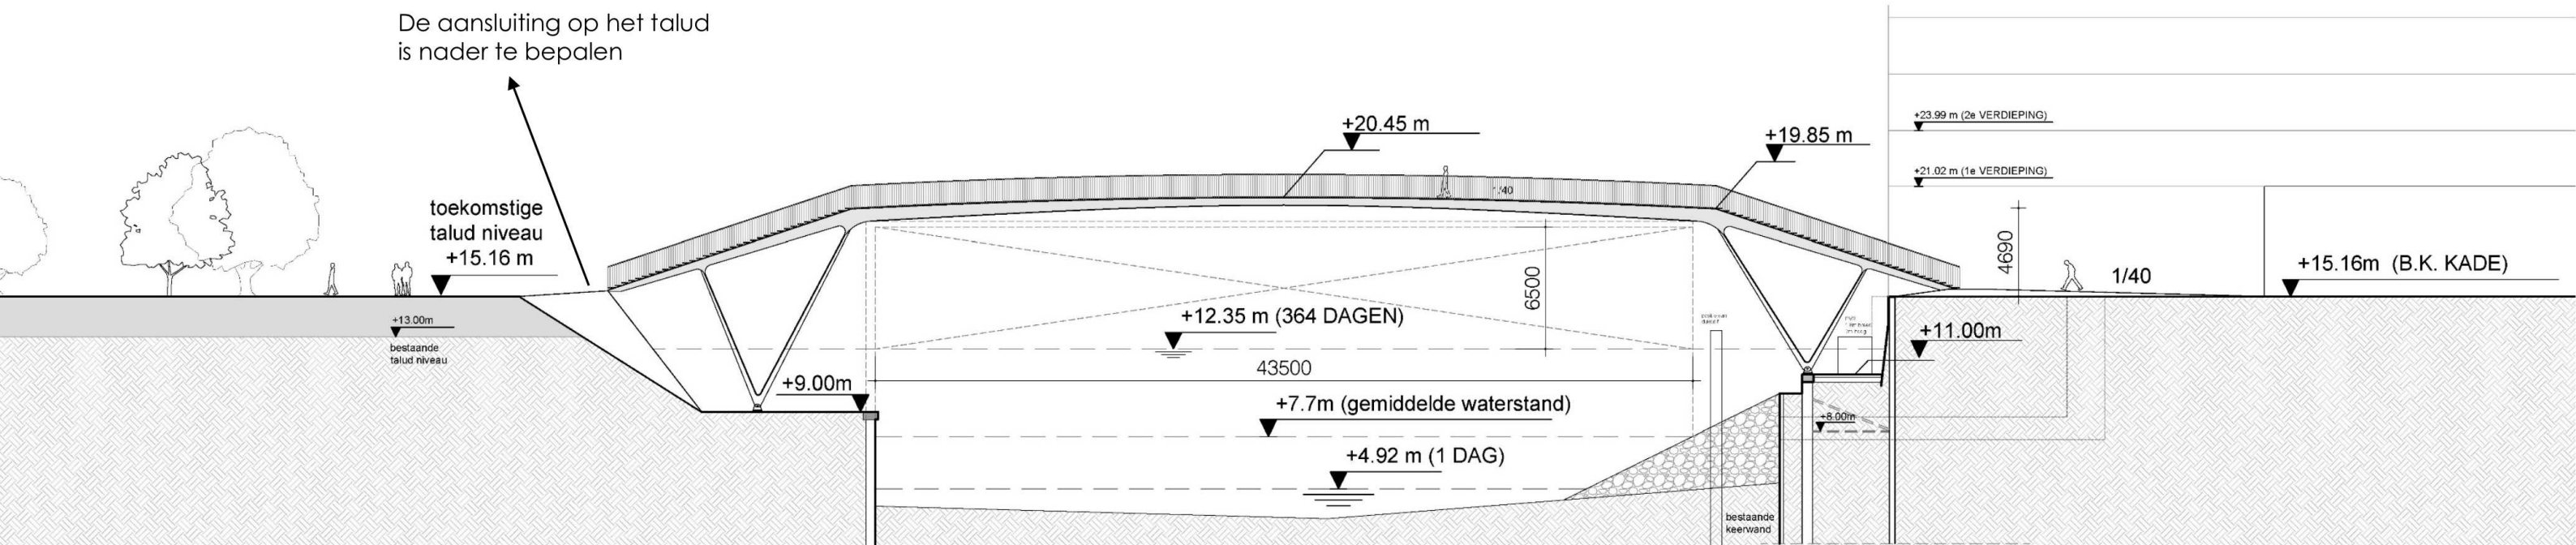 De aansluiting op het talud
is nader te bepalen
+20.45 m
+19.85 m
+23.99 m (2e VERDIEPING)
+21.02 m (1e VERDIEPING)
1/40
toekomstige
talud niveau
+15.16 m
4690
1/40
+15.16m (B.K. KADE)
6500
+13.00m
bestaande
talud niveau
+12.35 m (364 DAGEN)
+11.00m
43500
+9.00m
+7.7m (gemiddelde waterstand)
+8.00m
+4.92 m (1 DAG)
bestaande
keerwand